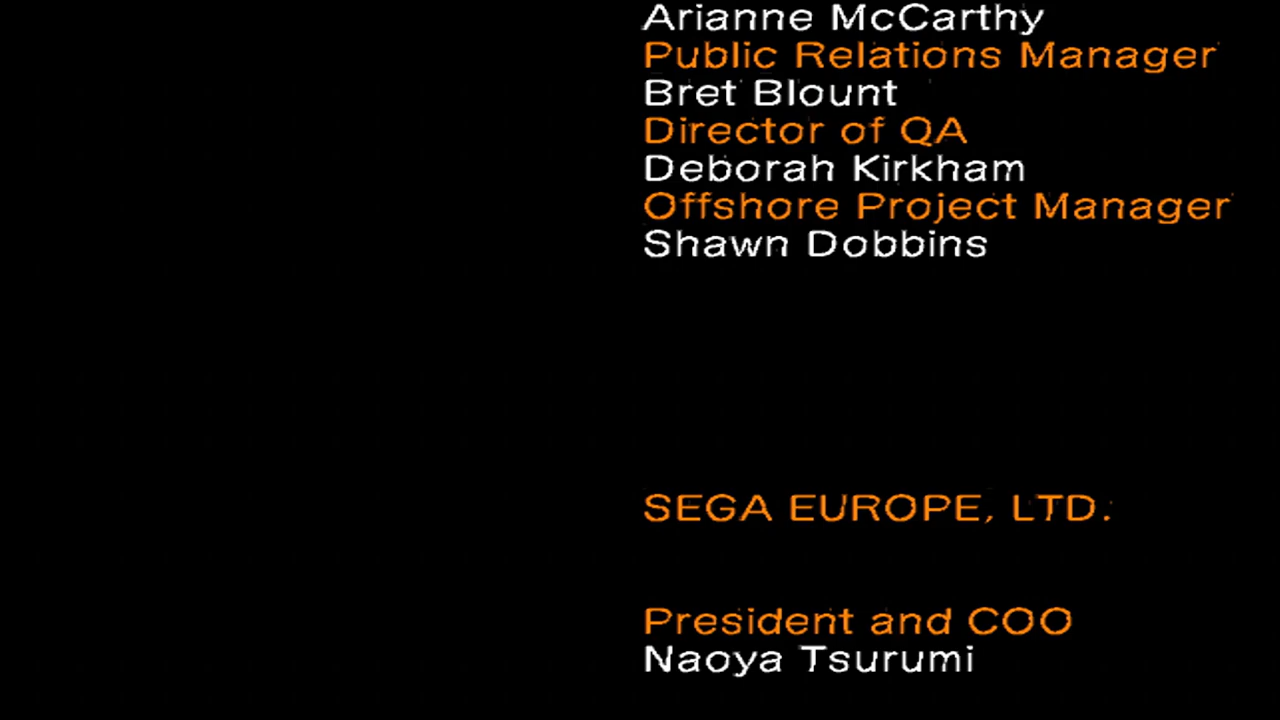 Arianne McCarthy
Public Relations Manager
Bret Blount
Director of QA
Deborah Kirkham
Offshore Project Manager
Shawn Dobbins
SEGA EUROPE, LTD.
President and COO
Naoya Tsurumi